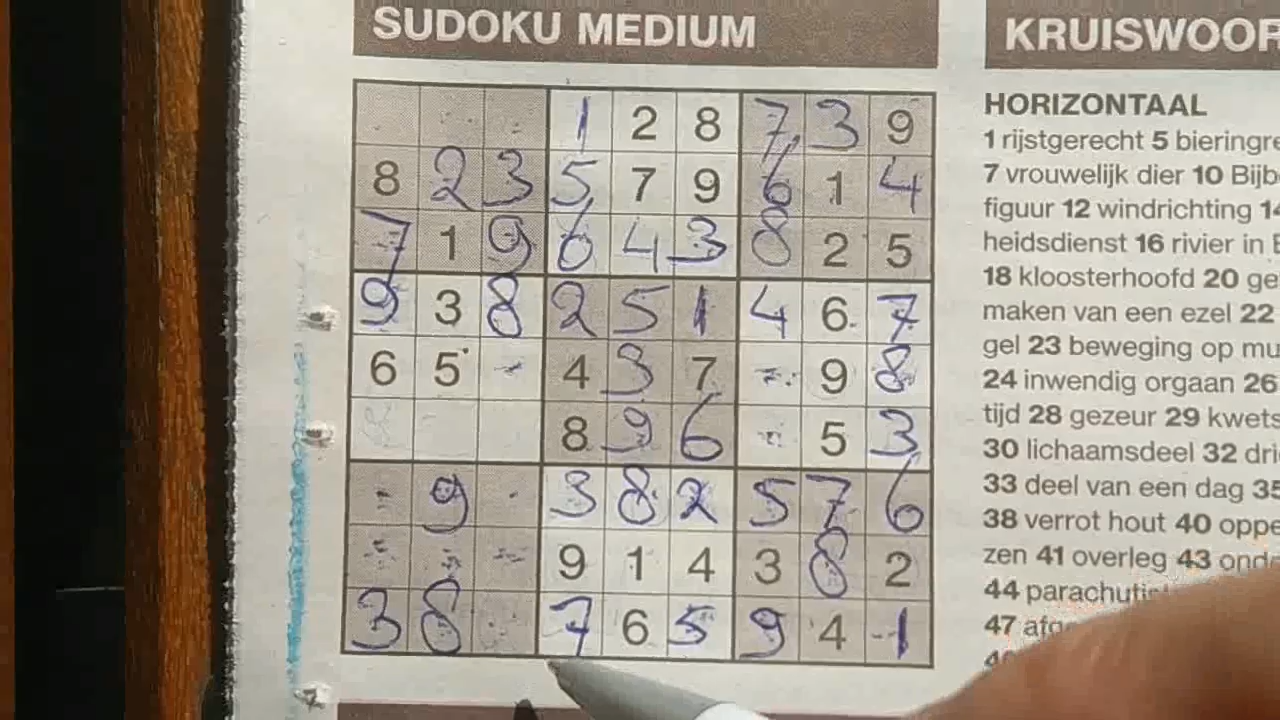 SUDOKU MEDIUM
KRUISWOOR
1 2 8 7 3 9
8 2 3 5 7 9 6 1 4
7 1 9 6 4 3 8 2 5
9 3 8 2 5 1 4 6 7
6 5 4 3 7 9 8
8 9 6 5 3
9 3 8 2 5 7 6
9 1 4 3 8 2
3 8 7 6 5 9 4 1
HORIZONTAAL
1 rijstgerecht 5 bieringre
7 vrouwelijk dier 10 Bijb
figuur 12 windrichting 1
heidsdienst 16 rivier in
18 kloosterhoofd 20 ge
maken van een ezel 22
gel 23 beweging op mu
24 inwendig orgaan 26
tijd 28 gezeur 29 kwets
30 lichaamsdeel 32 dri
33 deel van een dag 35
38 verrot hout 40 oppe
zen 41 overleg 43 onde
44 parachuti
47 afg